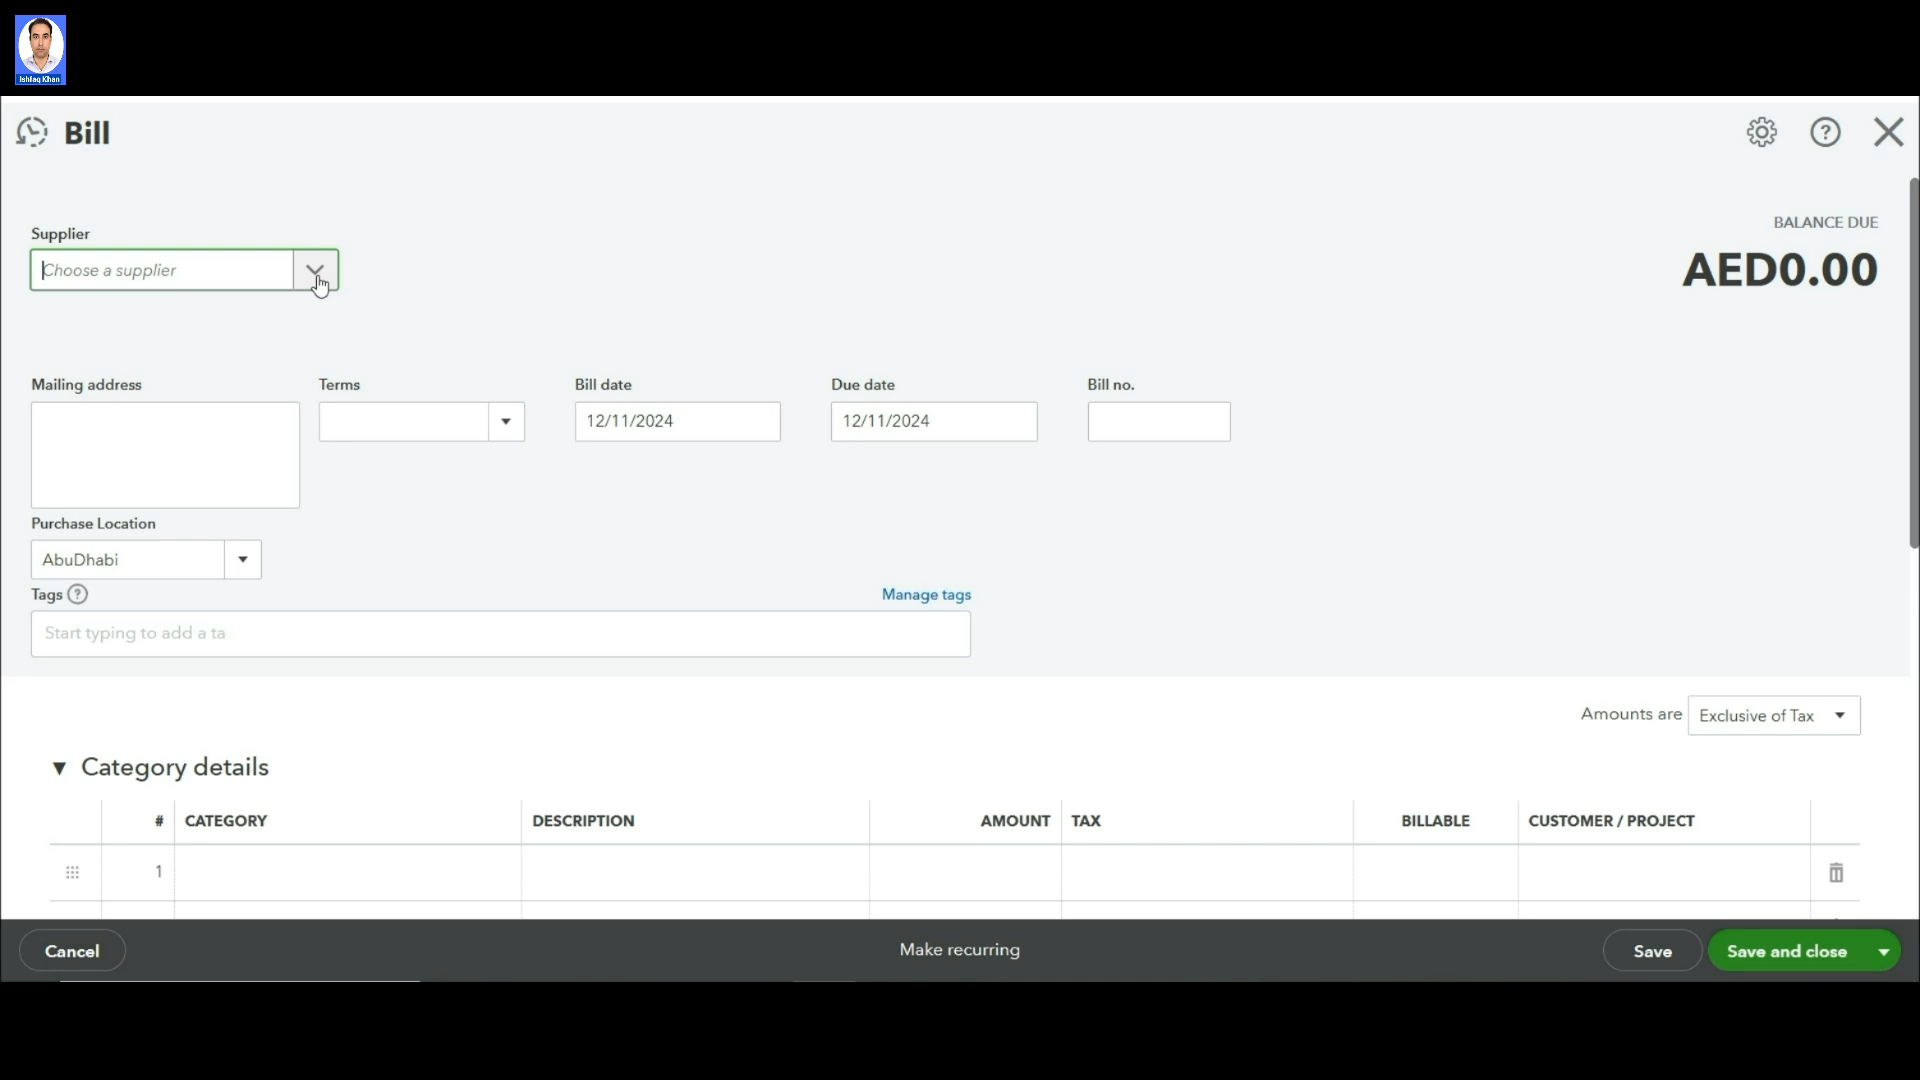 Ishfaq Khan
Bill
Supplier
Choose a supplier
BALANCE DUE
AED0.00
Mailing address
Terms
Bill date
Due date
Bill no.
12/11/2024
12/11/2024
Purchase Location
AbuDhabi
Tags ?
Manage tags
Start typing to add a ta
Amounts are
Exclusive of Tax
Category details
# CATEGORY DESCRIPTION AMOUNT TAX BILLABLE CUSTOMER / PROJECT
1
Cancel
Make recurring
Save
Save and close